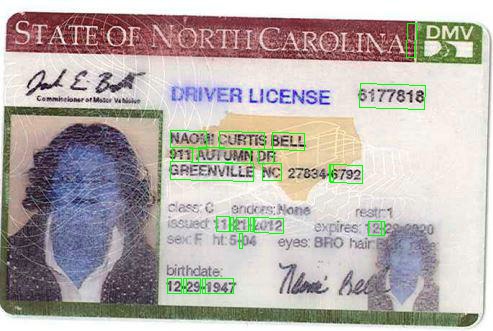 STATE OF NORTH CAROLINA DMV
Commissioner of Motor Vehicles
DRIVER LICENSE 6177818
NAOMI CURTIS BELL
911 AUTUMN DR
GREENVILLE NC 27834-6792
class: C endors: None restr: 1
issued: 11-21-2012 expires: 12-29-2020
sex: F ht: 5-04 eyes: BRO hair: race:
birthdate:
12-29-1947